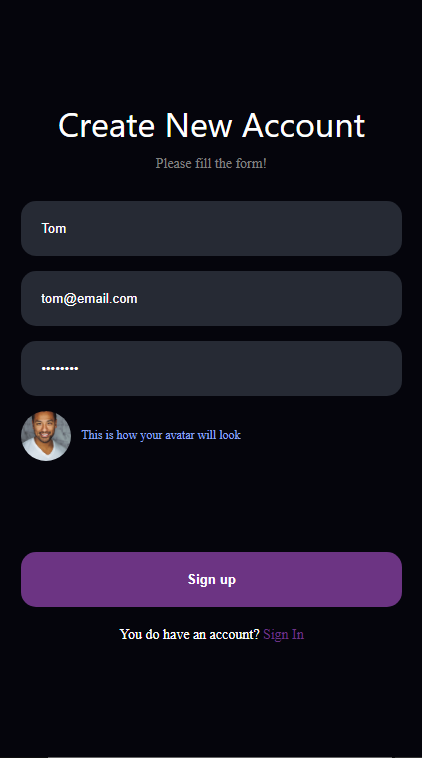 Create New Account
Please fill the form!
Tom
tom@email.com
••••••••
This is how your avatar will look
Sign up
You do have an account? Sign In